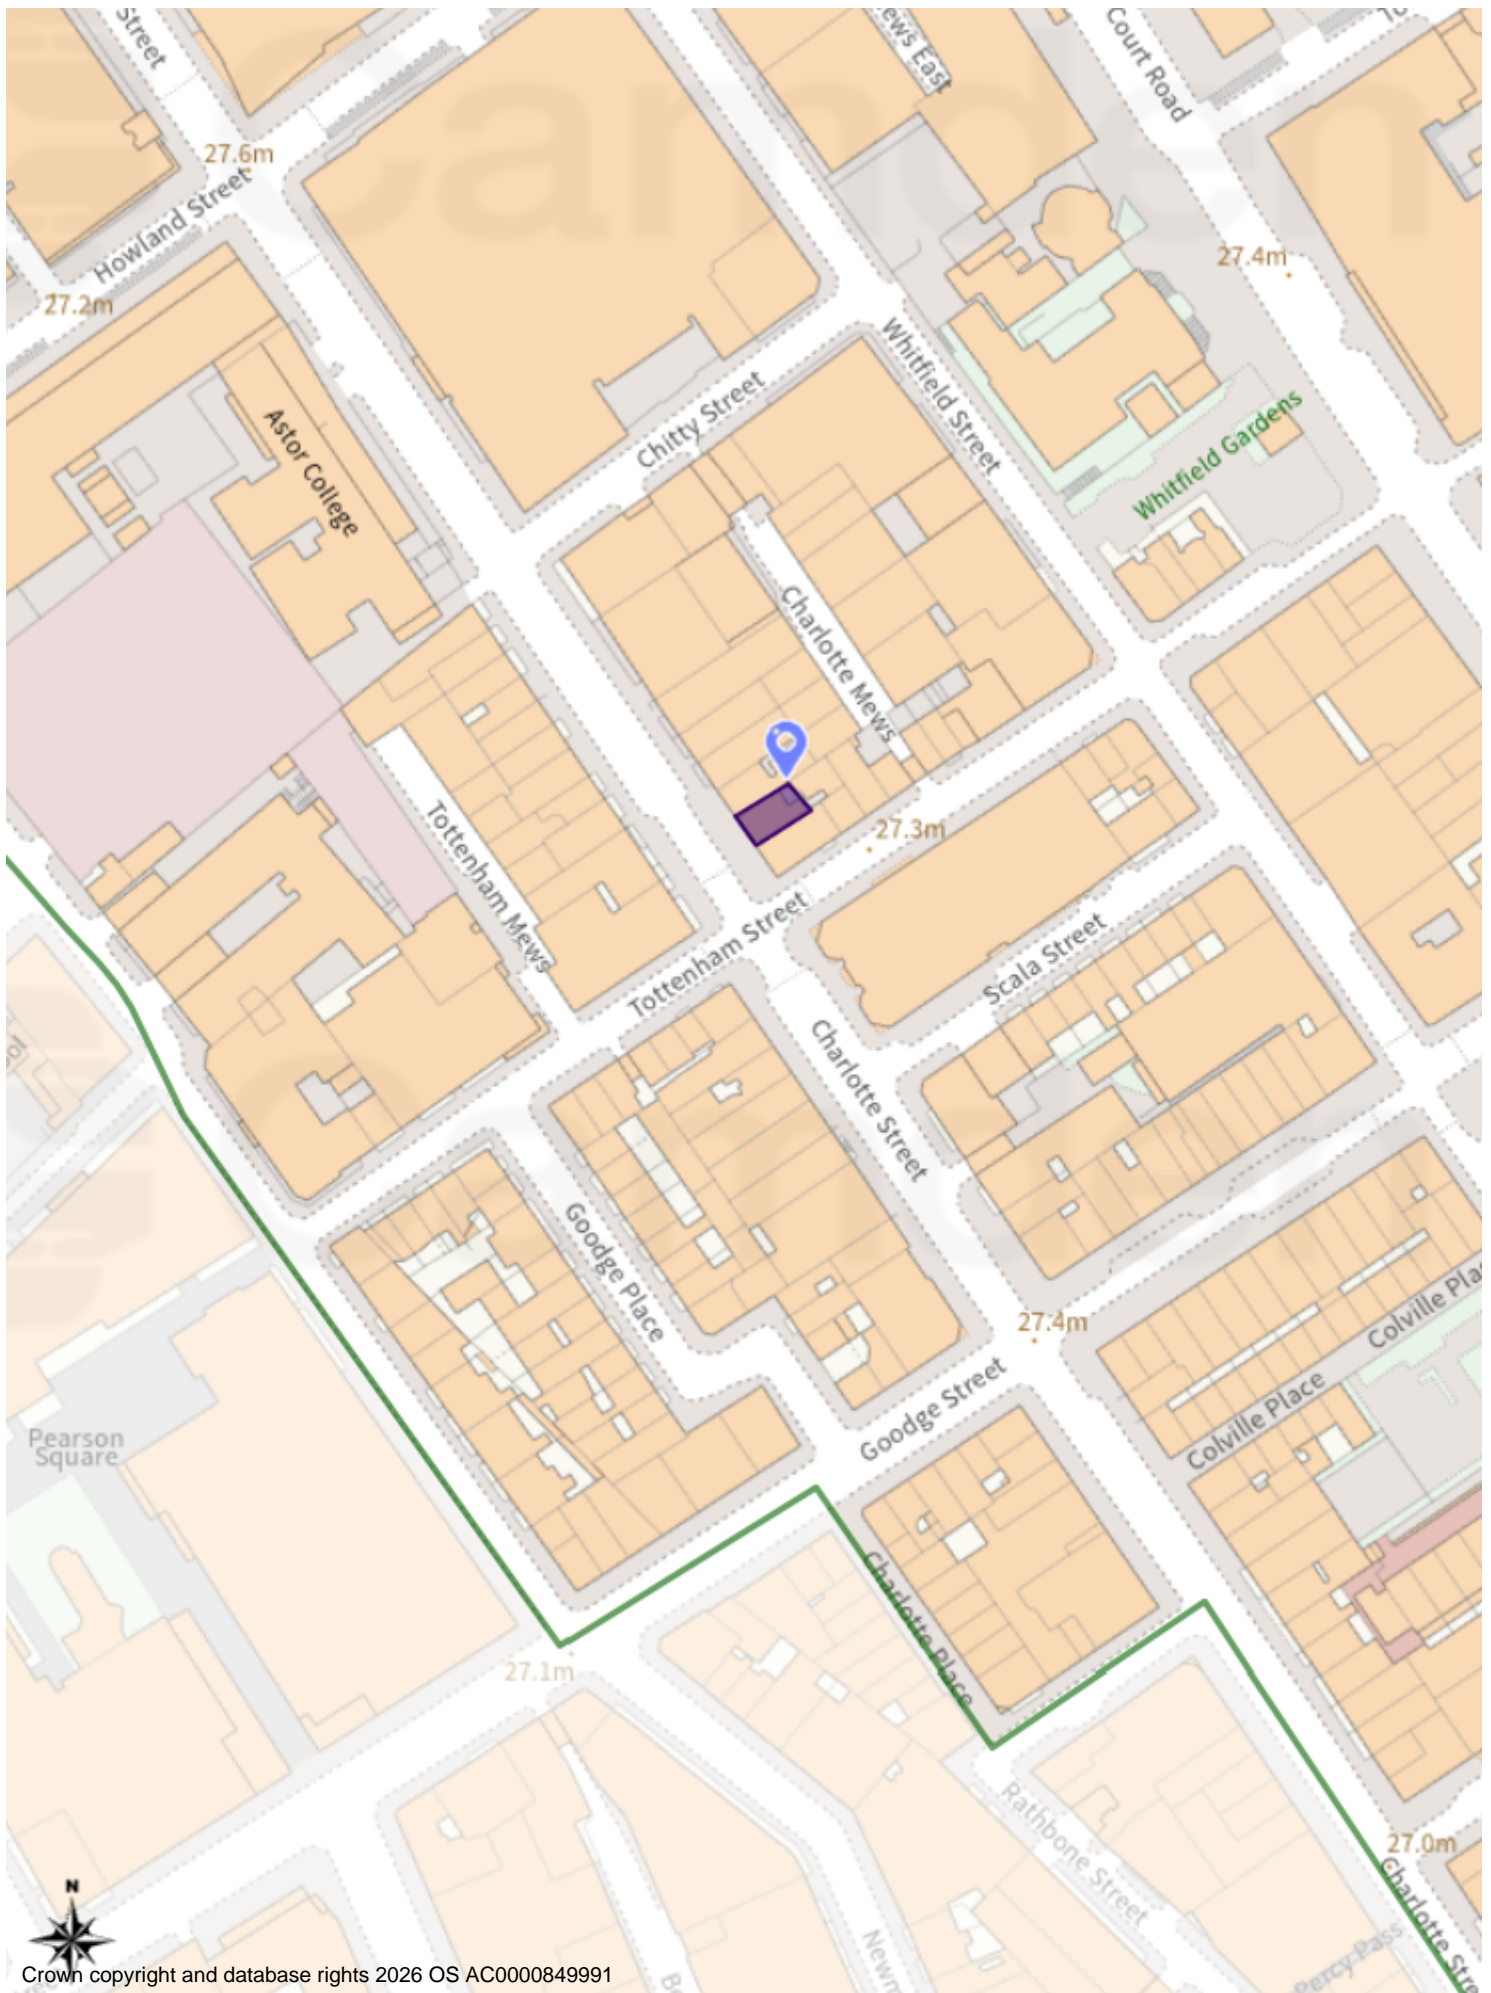 Street
ews East
Court Road
Camden
27.6m
Howland Street
27.4m
27.2m
Whitfield Street
Chitty Street
Astor College
Whitfield Gardens
Charlotte Mews
Tottenham Mews
27.3m
Tottenham Street
Scala Street
Charlotte Street
Goodge Place
27.4m
Colville Pla
Goodge Street
Colville Place
Pearson
Square
Charlotte Place
27.1m
Rathbone Street
27.0m
Charlotte Stre
N
Newm
Percy Pass
Crown copyright and database rights 2026 OS AC0000849991